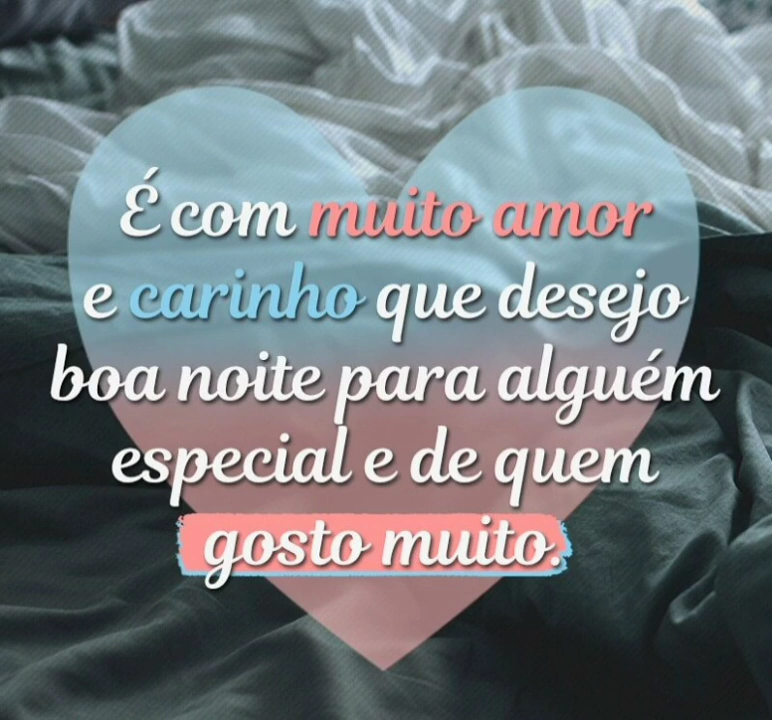 É com muito amor
e carinho que desejo
boa noite para alguém
especial e de quem
gosto muito.